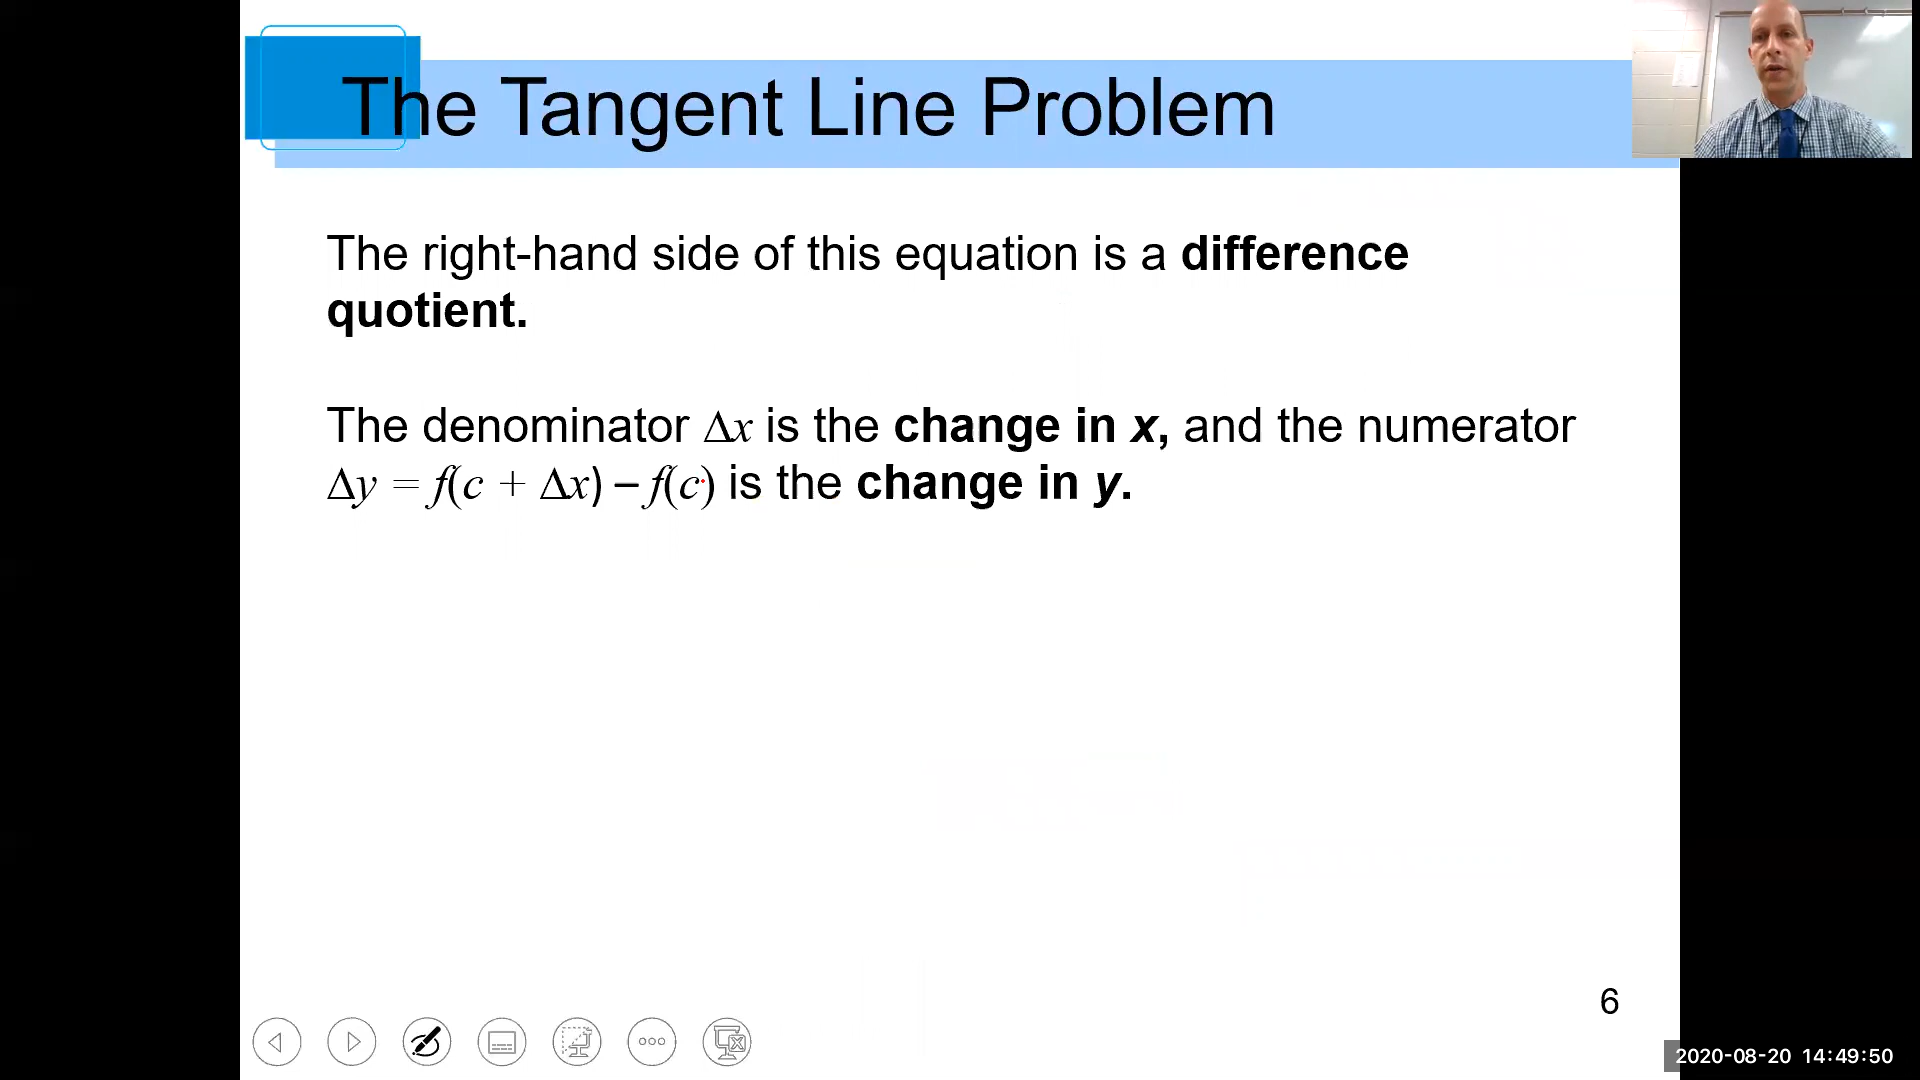 The Tangent Line Problem
The right-hand side of this equation is a difference
quotient.
The denominator Δx is the change in x, and the numerator
Δy = f(c + Δx) – f(c) is the change in y.
6
2020-08-20 14:49:50